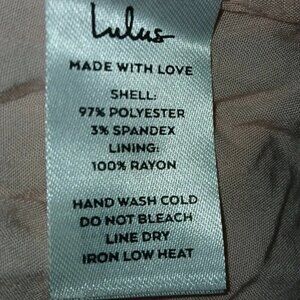 Lulus
MADE WITH LOVE
SHELL:
97% POLYESTER
3% SPANDEX
LINING:
100% RAYON
HAND WASH COLD
DO NOT BLEACH
LINE DRY
IRON LOW HEAT